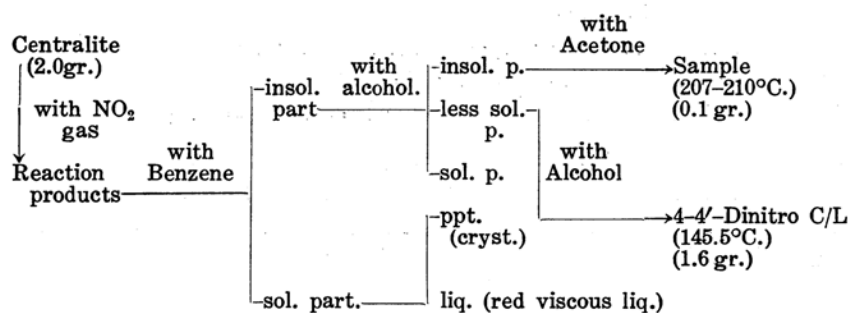 Centralite
(2.0gr.)
with NO2
gas
Reaction
products
with
Benzene
-insol.
part
with
alcohol.
-insol. p.
-less sol.
p.
-sol. p.
-ppt.
(cryst.)
-sol. part.
liq. (red viscous liq.)
with
Acetone
Sample
(207–210°C.)
(0.1 gr.)
with
Alcohol
4–4′–Dinitro C/L
(145.5°C.)
(1.6 gr.)